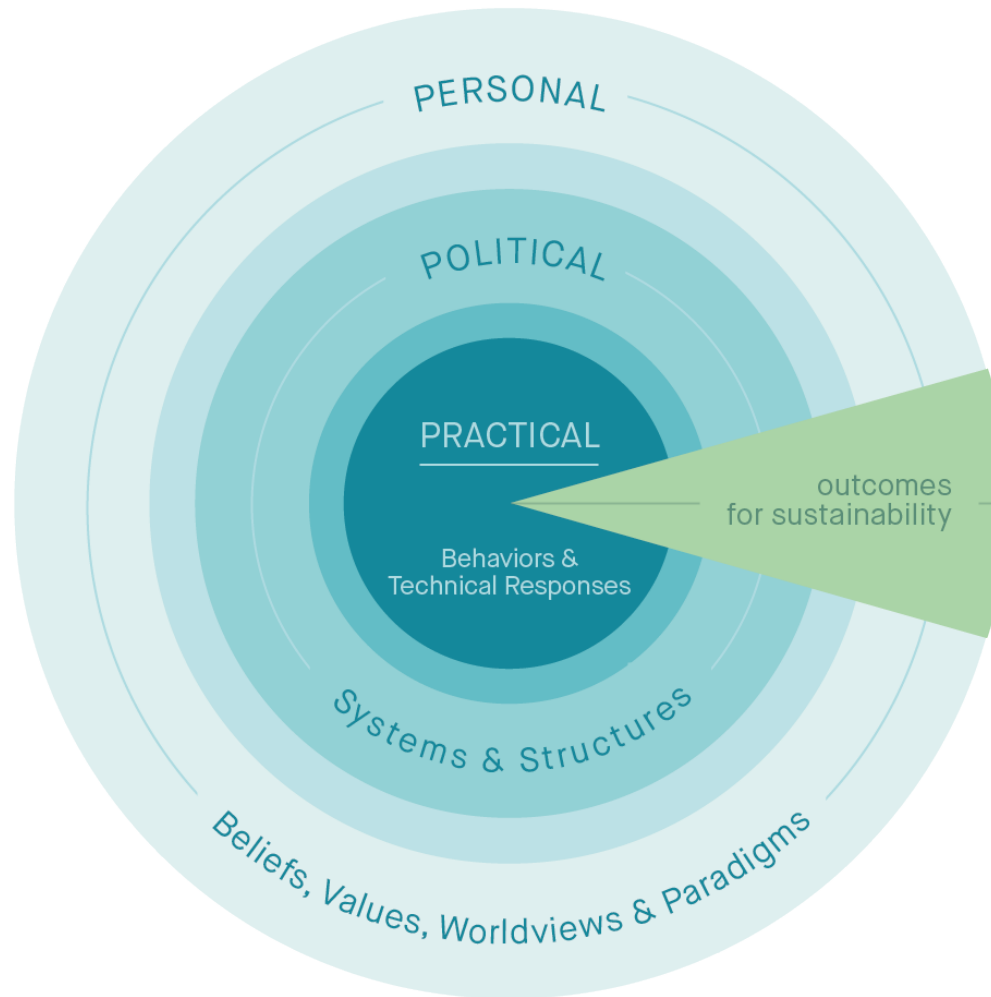 PERSONAL
POLITICAL
PRACTICAL
outcomes
for sustainability
Behaviors &
Technical Responses
Systems & Structures
Beliefs, Values, Worldviews & Paradigms